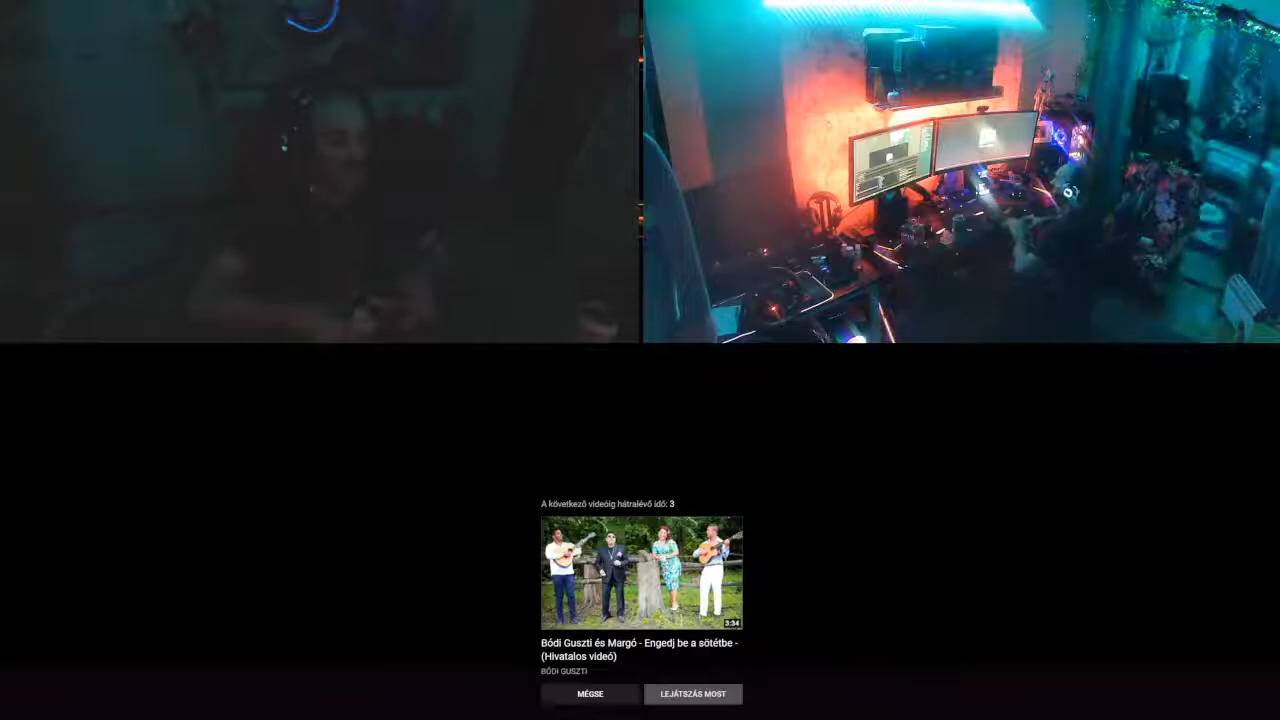 A következő videóig hátralévő idő: 3
3:34
Bódi Guszti és Margó - Engedj be a sötétbe -
(Hivatalos videó)
BÓDI GUSZTI
MÉGSE
LEJÁTSZÁS MOST